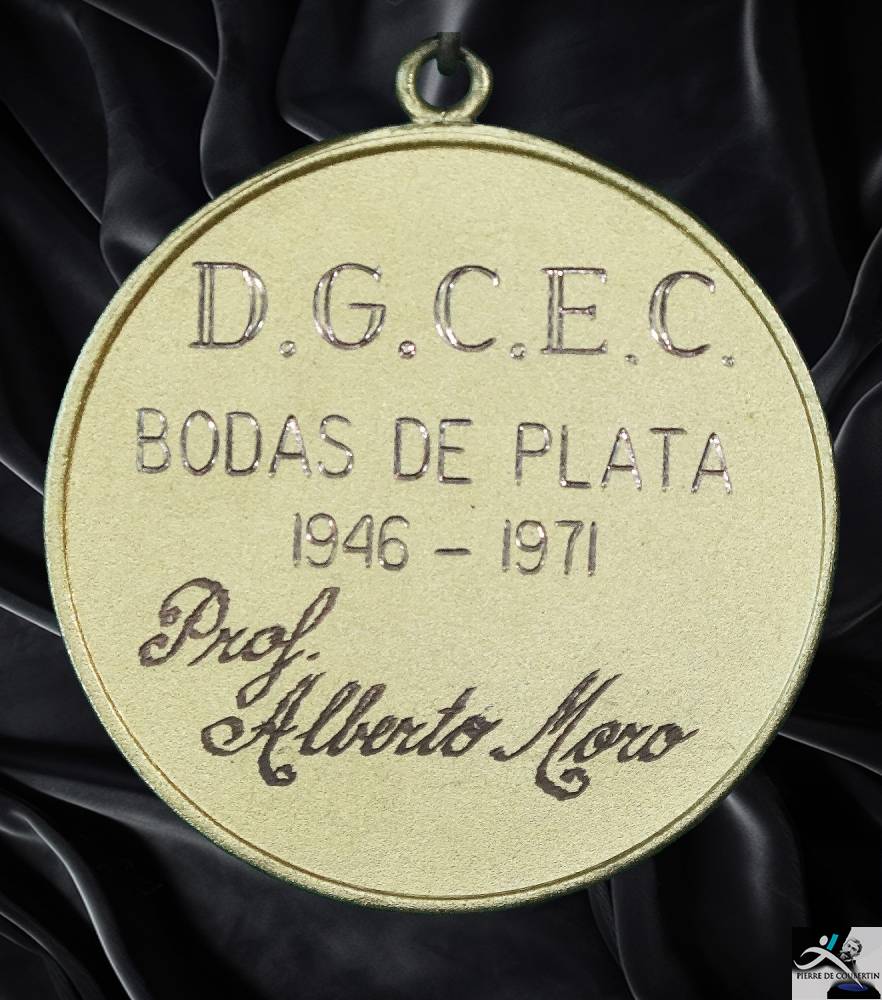 D.G.C.E.C.
BODAS DE PLATA
1946 - 1971
Prof.
Alberto Moro
PIERRE DE COUBERTIN